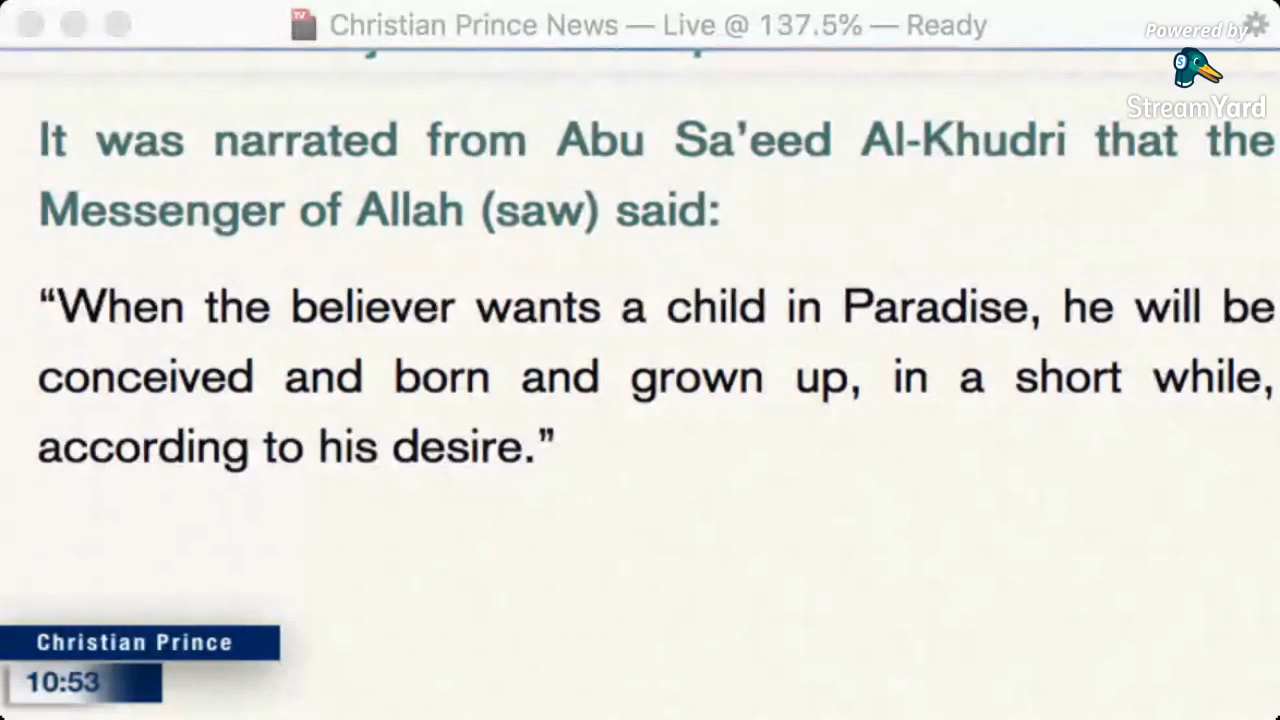 TV
Christian Prince News — Live @ 137.5% — Ready
Powered by
S
StreamYard
It was narrated from Abu Sa’eed Al-Khudri that the
Messenger of Allah (saw) said:
“When the believer wants a child in Paradise, he will be
conceived and born and grown up, in a short while,
according to his desire.”
Christian Prince
10:53